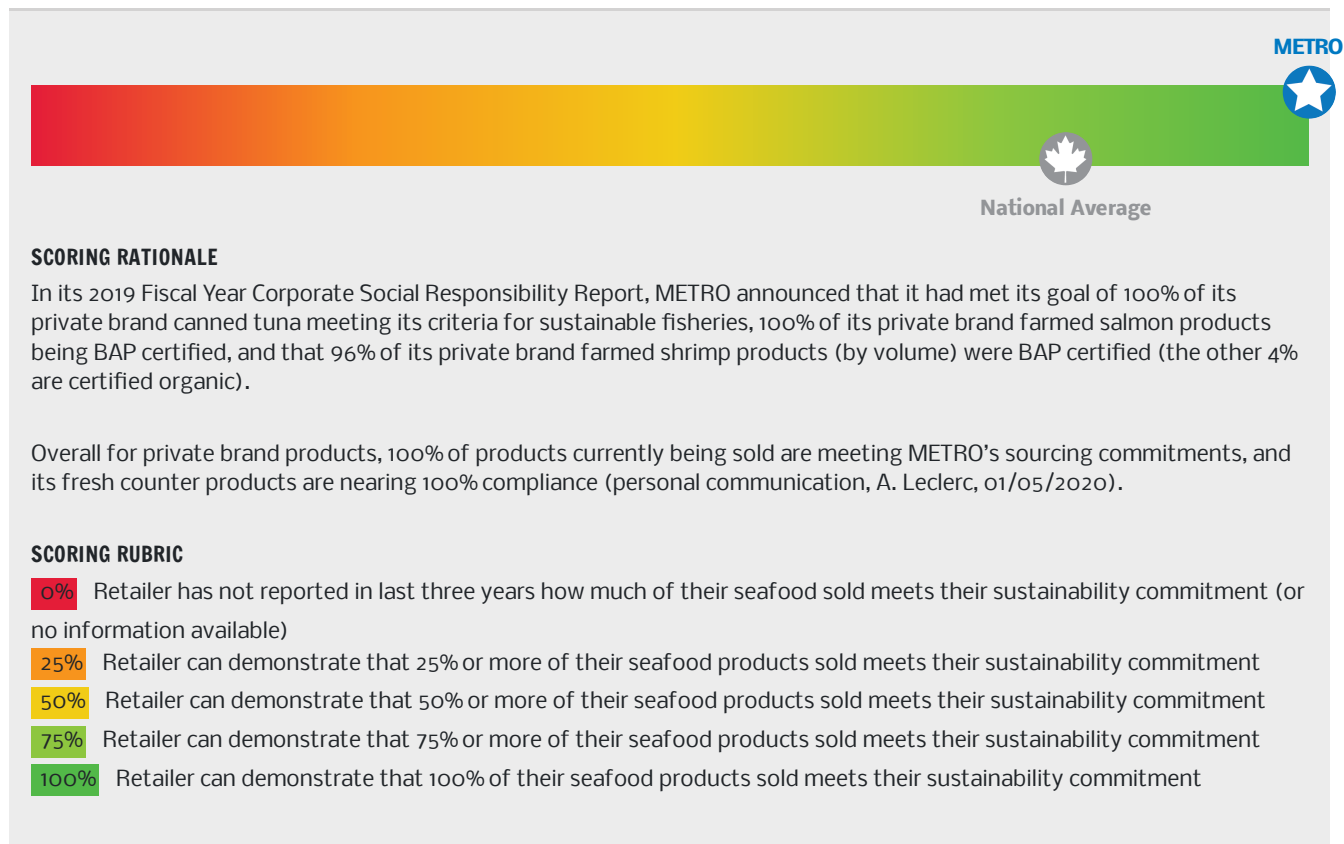 METRO
National Average
SCORING RATIONALE
In its 2019 Fiscal Year Corporate Social Responsibility Report, METRO announced that it had met its goal of 100% of its
private brand canned tuna meeting its criteria for sustainable fisheries, 100% of its private brand farmed salmon products
being BAP certified, and that 96% of its private brand farmed shrimp products (by volume) were BAP certified (the other 4%
are certified organic).
Overall for private brand products, 100% of products currently being sold are meeting METRO's sourcing commitments, and
its fresh counter products are nearing 100% compliance (personal communication, A. Leclerc, 01/05/2020).
SCORING RUBRIC
0% Retailer has not reported in last three years how much of their seafood sold meets their sustainability commitment (or
no information available)
25% Retailer can demonstrate that 25% or more of their seafood products sold meets their sustainability commitment
50% Retailer can demonstrate that 50% or more of their seafood products sold meets their sustainability commitment
75% Retailer can demonstrate that 75% or more of their seafood products sold meets their sustainability commitment
100% Retailer can demonstrate that 100% of their seafood products sold meets their sustainability commitment